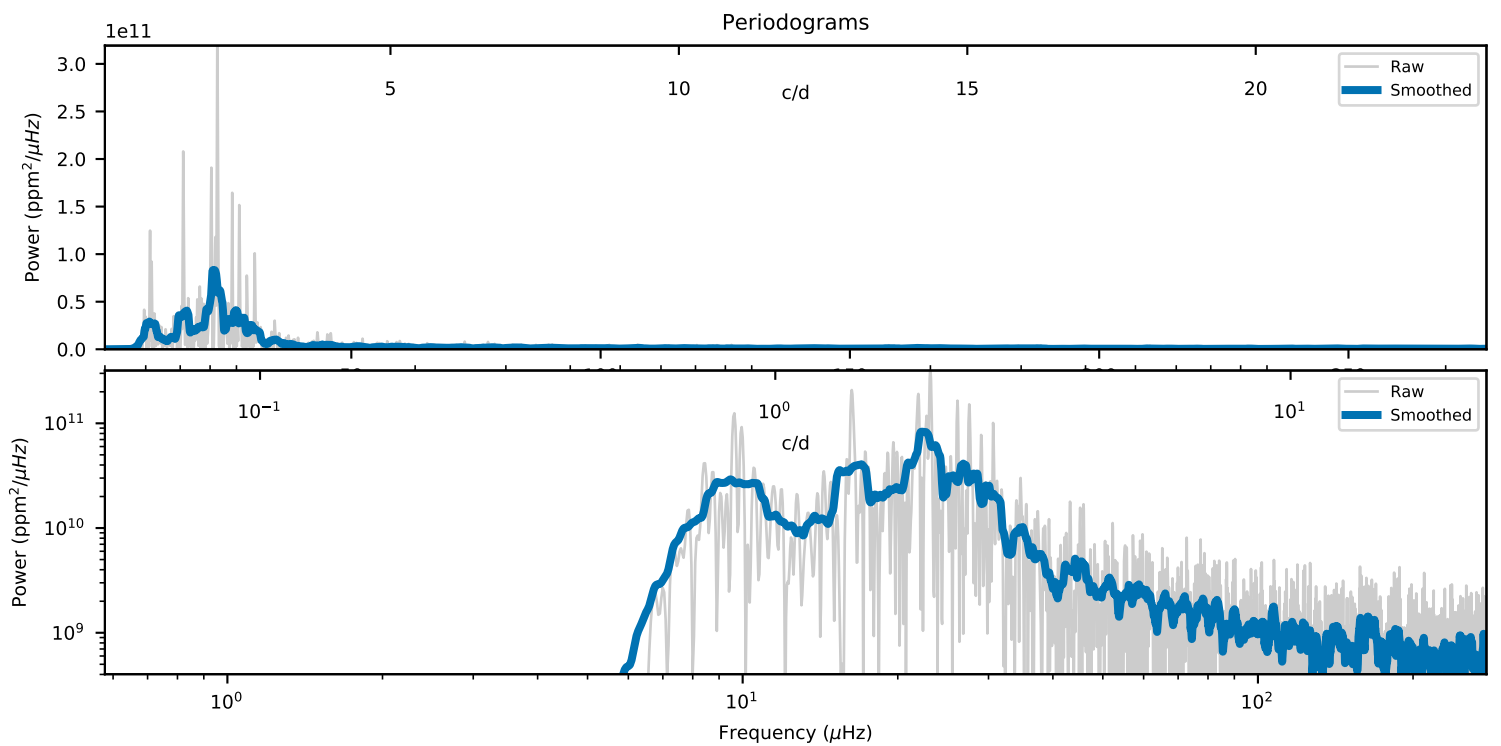 Periodograms
1e11
3.0
2.5
2.0
1.5
1.0
0.5
0.0
Power (ppm²/μHz)
5 10 15 20
c/d
Raw
Smoothed
10⁻¹ 10⁰ 10¹
c/d
Raw
Smoothed
10¹¹
10¹⁰
10⁹
Power (ppm²/μHz)
10⁰ 10¹ 10²
Frequency (μHz)